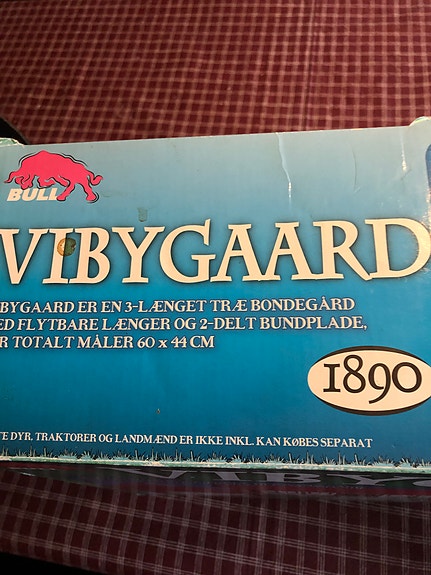 BULL
VIBYGAARD
BYGAARD ER EN 3-LÆNGET TRÆ BONDEGÅRD
ED FLYTBARE LÆNGER OG 2-DELT BUNDPLADE,
R TOTALT MÅLER 60 x 44 CM
1890
TE DYR, TRAKTORER OG LANDMÆND ER IKKE INKL. KAN KØBES SEPARAT